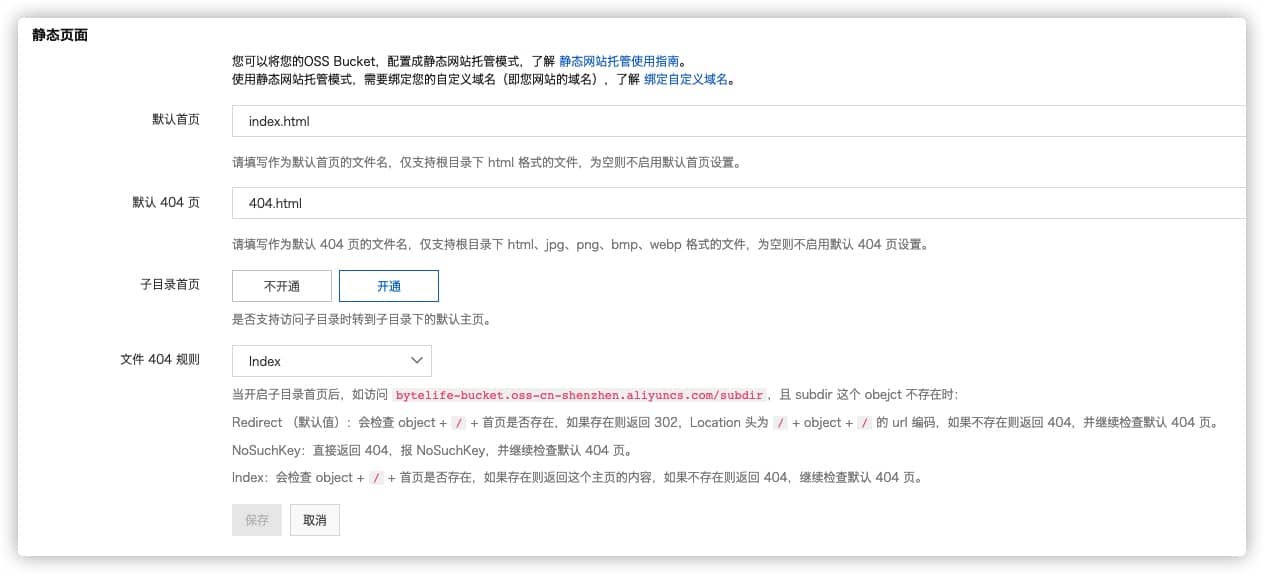 静态页面
您可以将您的OSS Bucket，配置成静态网站托管模式，了解 静态网站托管使用指南。
使用静态网站托管模式，需要绑定您的自定义域名（即您网站的域名），了解 绑定自定义域名。
默认首页
index.html
请填写作为默认首页的文件名，仅支持根目录下 html 格式的文件，为空则不启用默认首页设置。
默认 404 页
404.html
请填写作为默认 404 页的文件名，仅支持根目录下 html、jpg、png、bmp、webp 格式的文件，为空则不启用默认 404 页设置。
子目录首页
不开通 开通
是否支持访问子目录时转到子目录下的默认主页。
文件 404 规则
Index
当开启子目录首页后，如访问 bytelife-bucket.oss-cn-shenzhen.aliyuncs.com/subdir，且 subdir 这个 obejct 不存在时：
Redirect （默认值）：会检查 object + / + 首页是否存在，如果存在则返回 302，Location 头为 / + object + / 的 url 编码，如果不存在则返回 404，并继续检查默认 404 页。
NoSuchKey：直接返回 404，报 NoSuchKey，并继续检查默认 404 页。
Index：会检查 object + / + 首页是否存在，如果存在则返回这个主页的内容，如果不存在则返回 404，继续检查默认 404 页。
保存 取消